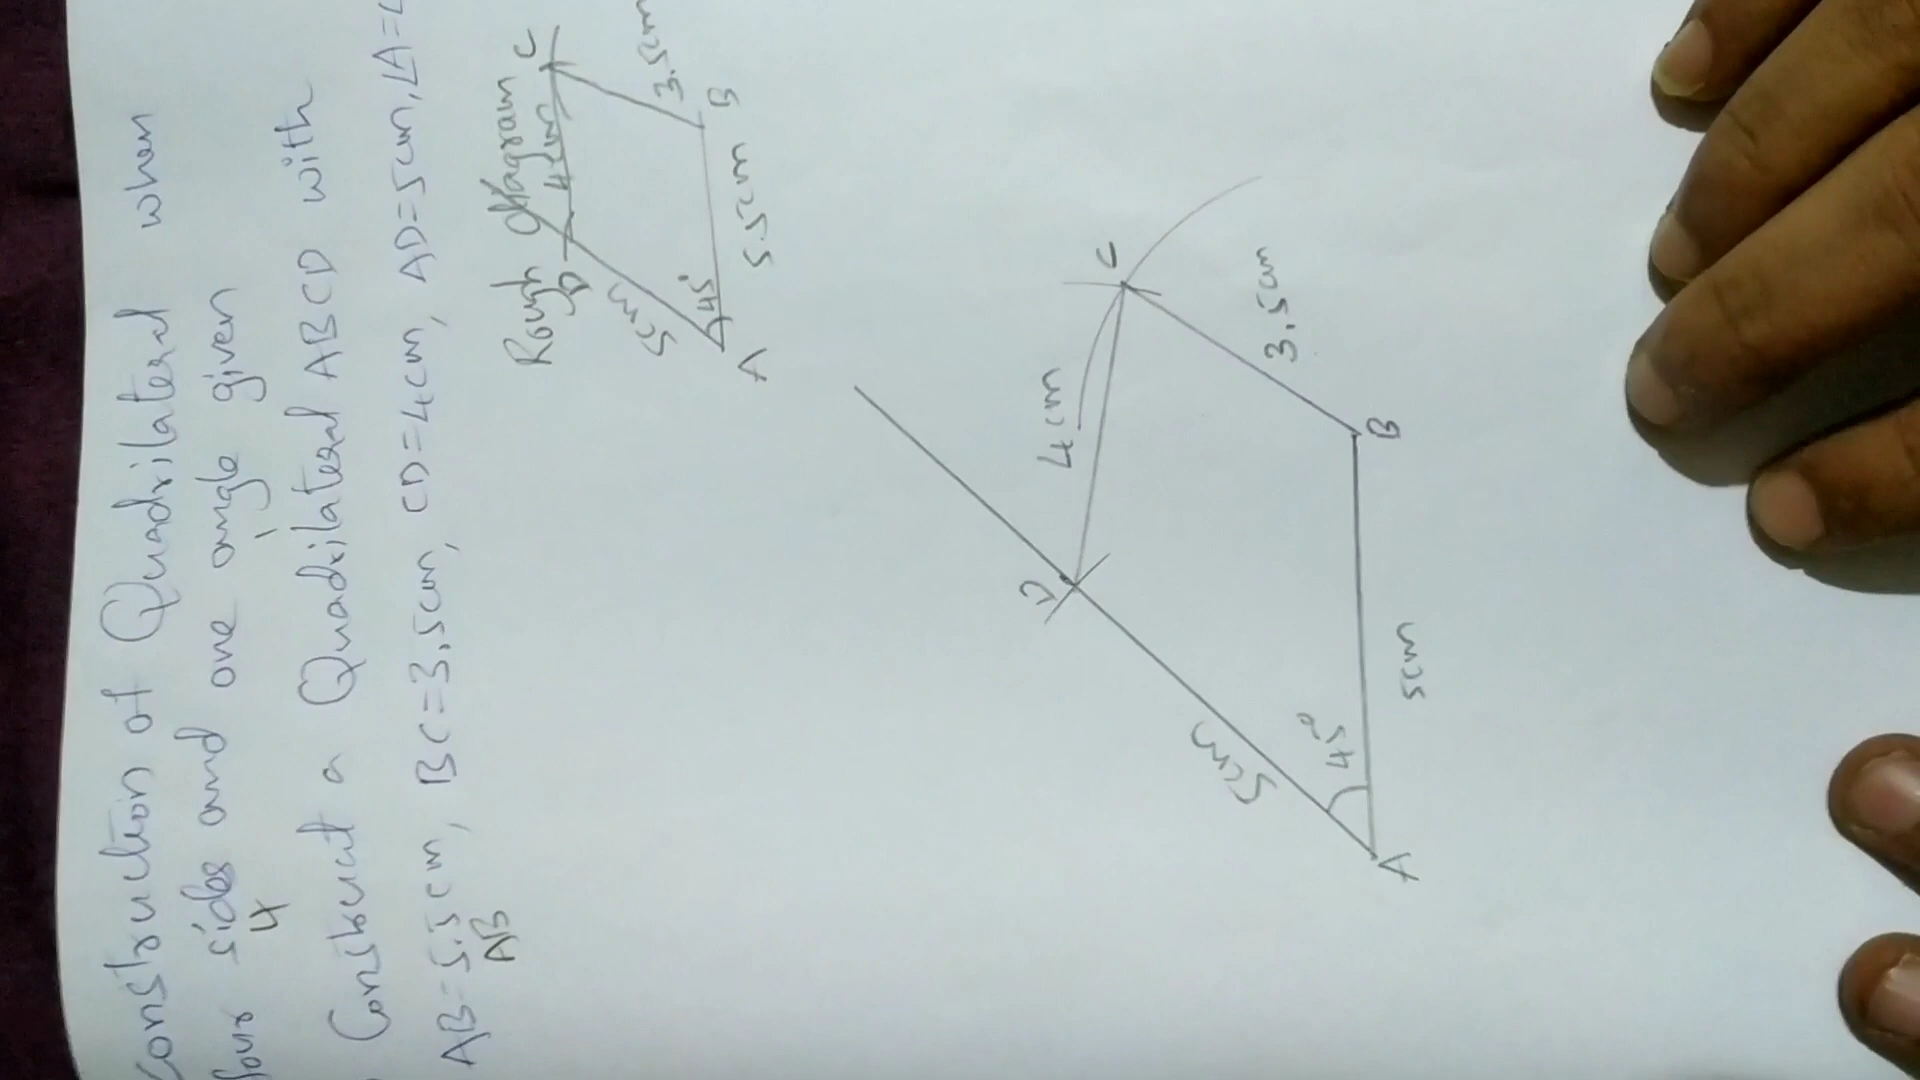 Construction of Quadrilateral when
four sides and one angle given
4
Construct a Quadrilateral ABCD with
AB=5.5cm, BC=3.5cm, CD=4cm, AD=5cm, ∠A=
AB
Rough diagram
D 4cm C
5cm 3.5cm
45°
A 5.5cm B
D 4cm C
5cm 3.5cm
45°
A 5cm B